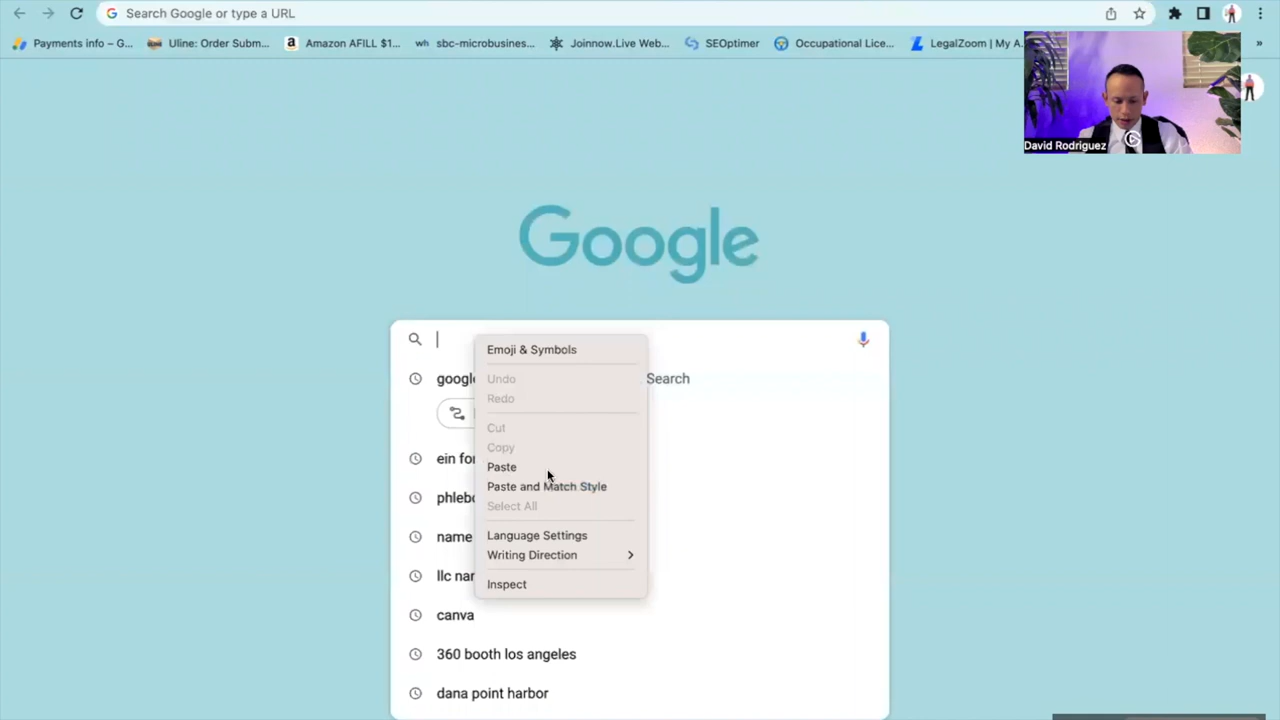 Search Google or type a URL
Payments info – G...
Uline: Order Subm...
Amazon AFILL $1...
sbc-microbusines...
Joinnow.Live Web...
SEOptimer
Occupational Lice...
LegalZoom | My A
»
David Rodriguez
Google
Emoji & Symbols
google
Search
Undo
Redo
Cut
Copy
ein for
Paste
Paste and Match Style
phlebo
Select All
name
Language Settings
Writing Direction
llc nar
Inspect
canva
360 booth los angeles
dana point harbor